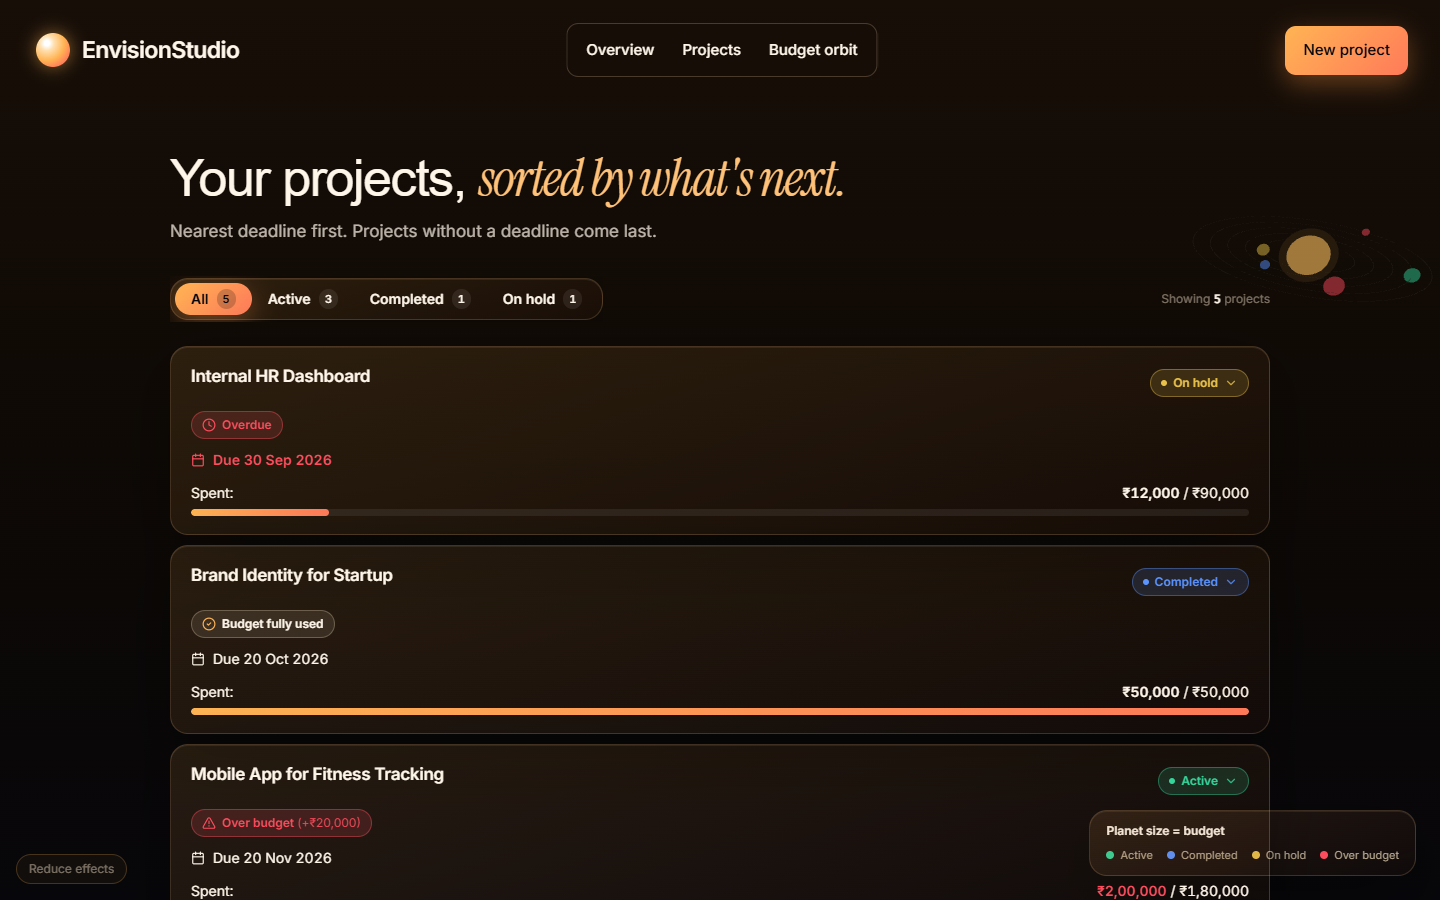 EnvisionStudio
Overview Projects Budget orbit
New project
Your projects, sorted by what's next.
Nearest deadline first. Projects without a deadline come last.
All 5 Active 3 Completed 1 On hold 1
Showing 5 projects
Internal HR Dashboard
On hold
Overdue
Due 30 Sep 2026
Spent: ₹12,000 / ₹90,000
Brand Identity for Startup
Completed
Budget fully used
Due 20 Oct 2026
Spent: ₹50,000 / ₹50,000
Mobile App for Fitness Tracking
Active
Over budget (+₹20,000)
Due 20 Nov 2026
Spent: ₹2,00,000 / ₹1,80,000
Planet size = budget
Active Completed On hold Over budget
Reduce effects